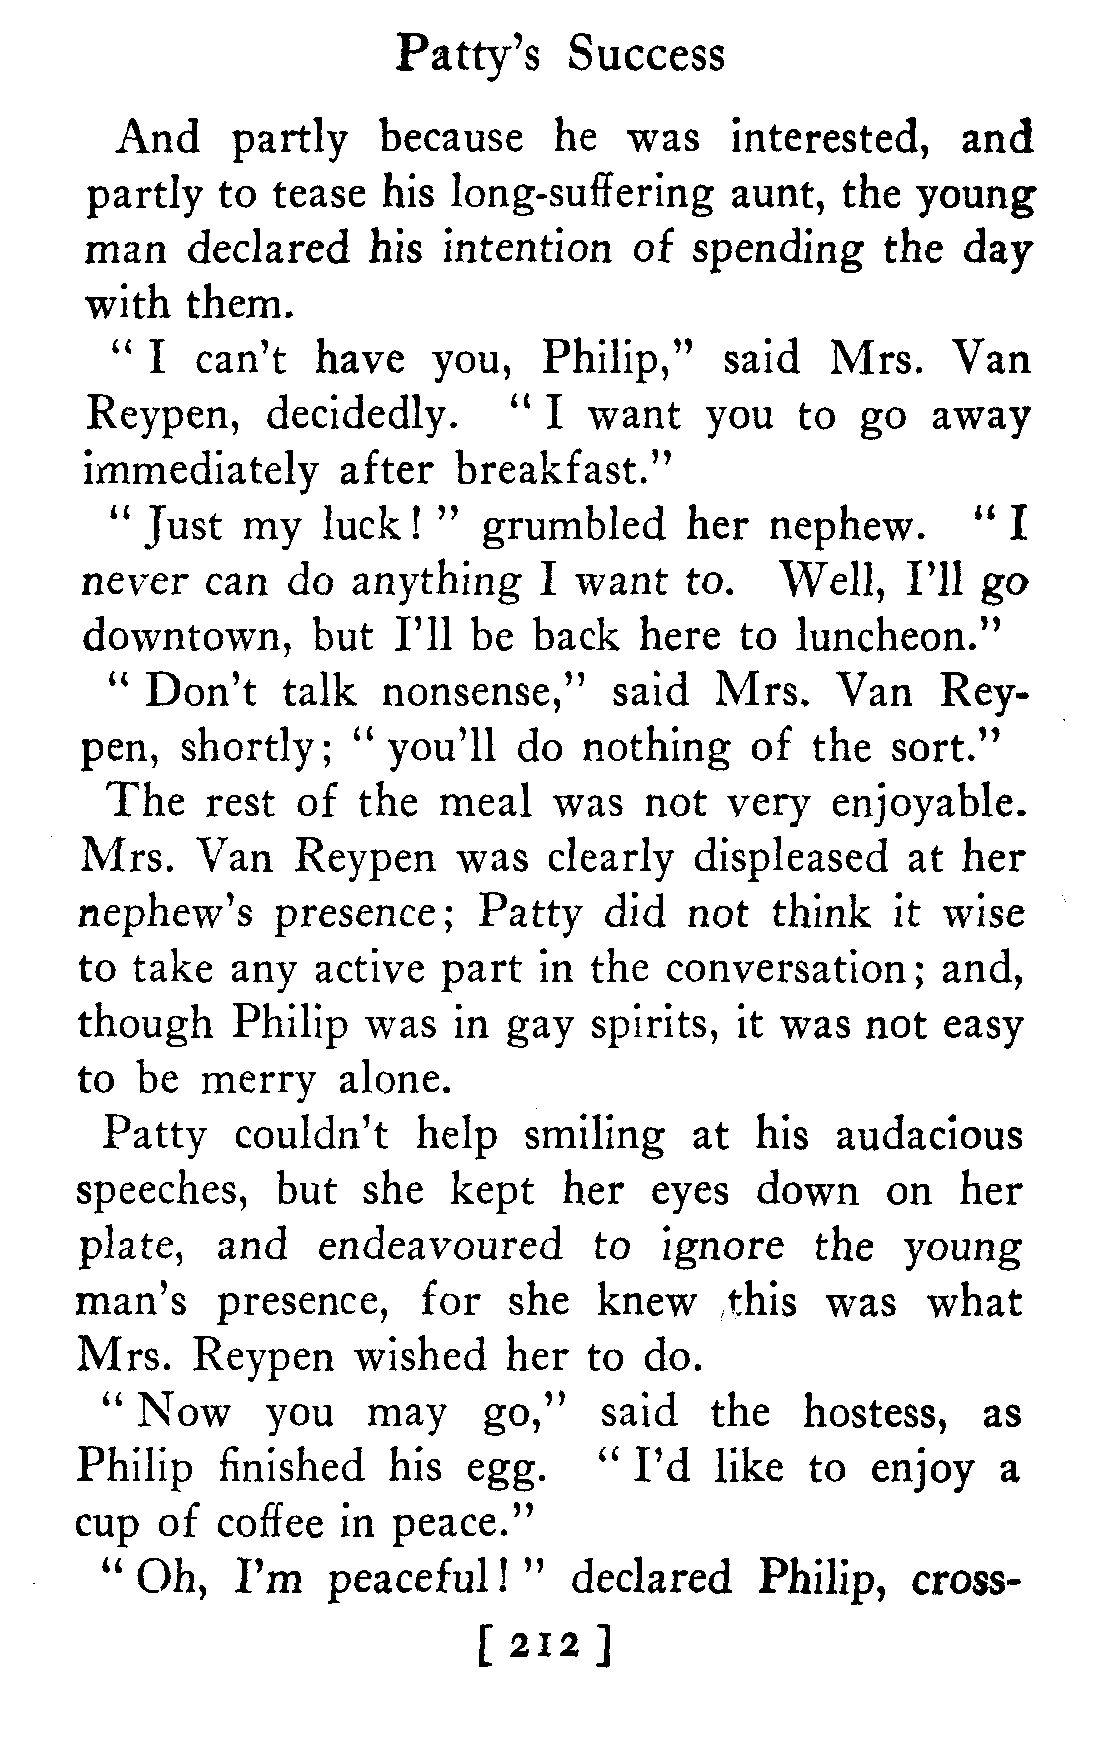 Patty's Success
And partly because he was interested, and
partly to tease his long-suffering aunt, the young
man declared his intention of spending the day
with them.
" I can't have you, Philip," said Mrs. Van
Reypen, decidedly. " I want you to go away
immediately after breakfast."
" Just my luck! " grumbled her nephew. " I
never can do anything I want to. Well, I'll go
downtown, but I'll be back here to luncheon."
" Don't talk nonsense," said Mrs. Van Rey-
pen, shortly; " you'll do nothing of the sort."
The rest of the meal was not very enjoyable.
Mrs. Van Reypen was clearly displeased at her
nephew's presence; Patty did not think it wise
to take any active part in the conversation; and,
though Philip was in gay spirits, it was not easy
to be merry alone.
Patty couldn't help smiling at his audacious
speeches, but she kept her eyes down on her
plate, and endeavoured to ignore the young
man's presence, for she knew this was what
Mrs. Reypen wished her to do.
" Now you may go," said the hostess, as
Philip finished his egg. " I'd like to enjoy a
cup of coffee in peace."
" Oh, I'm peaceful! " declared Philip, cross-
[ 212 ]